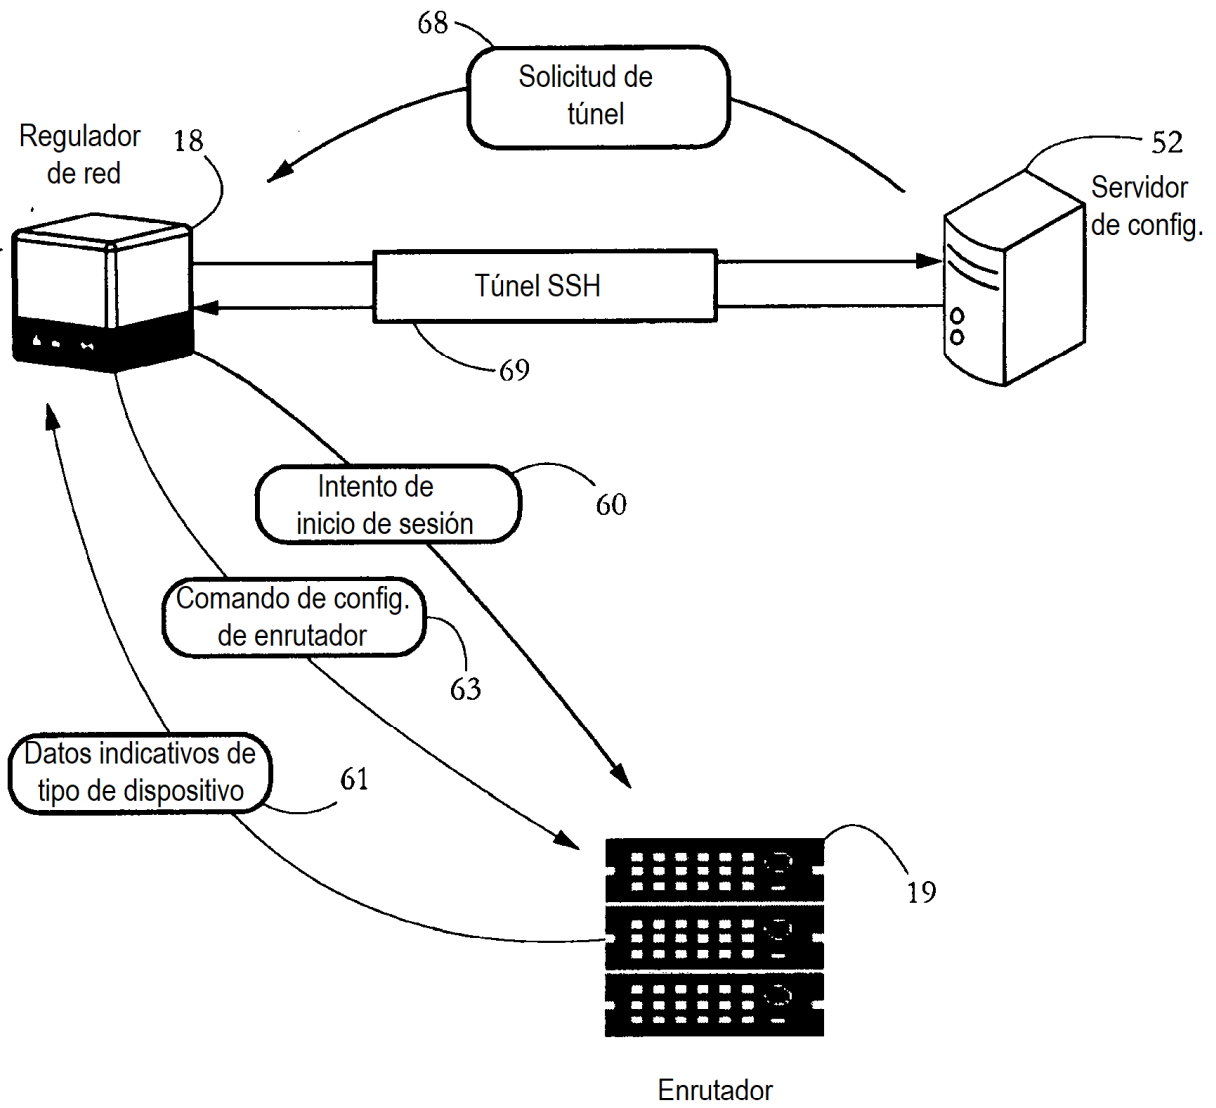 68
Solicitud de
túnel
Regulador
de red
18
52
Servidor
de config.
Túnel SSH
69
Intento de
inicio de sesión
60
Comando de config.
de enrutador
63
Datos indicativos de
tipo de dispositivo
61
19
Enrutador